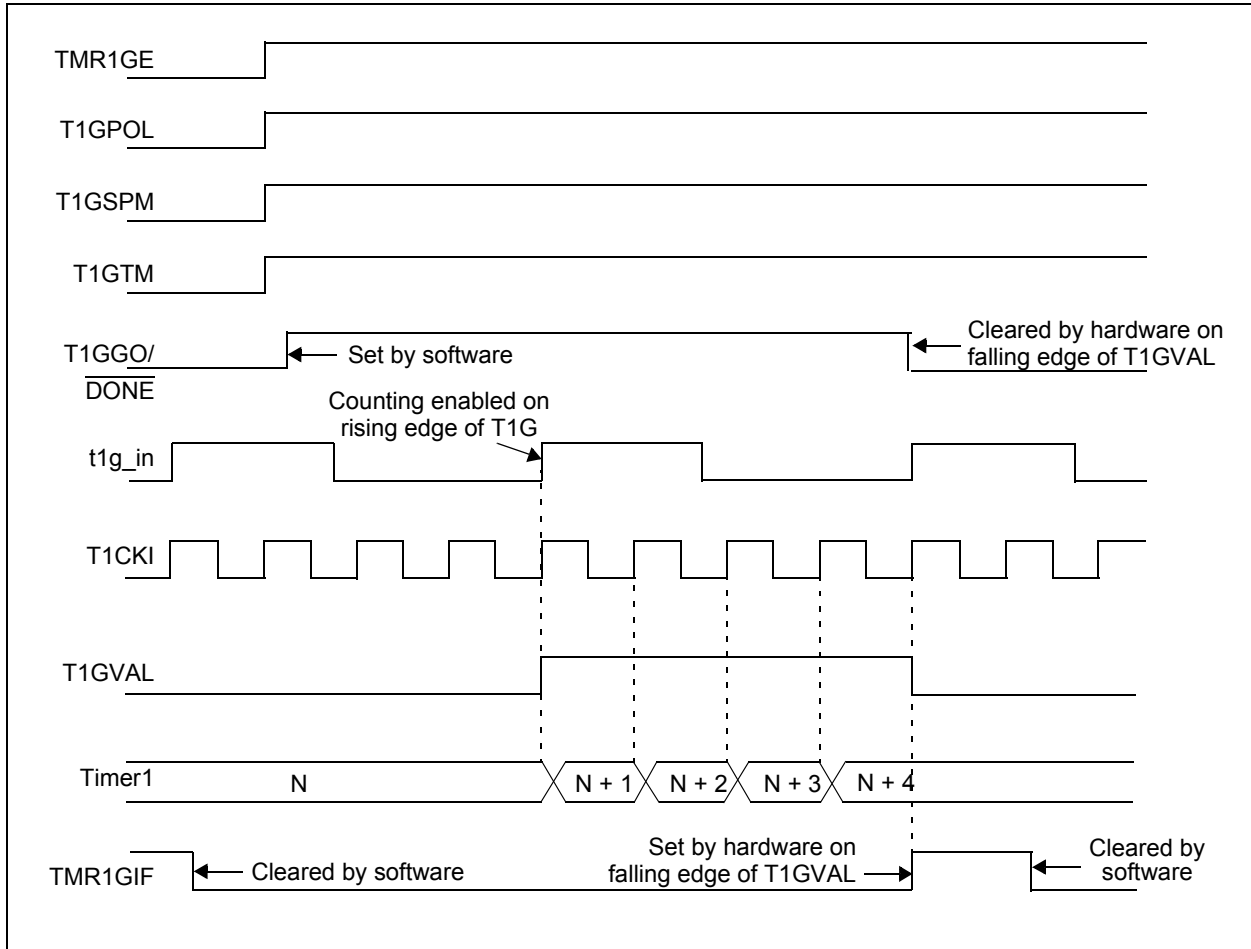 TMR1GE
T1GPOL
T1GSPM
T1GTM
T1GGO/
DONE
Set by software
Cleared by hardware on
falling edge of T1GVAL
Counting enabled on
rising edge of T1G
t1g_in
T1CKI
T1GVAL
Timer1
N
N + 1
N + 2
N + 3
N + 4
TMR1GIF
Cleared by software
Set by hardware on
falling edge of T1GVAL
Cleared by
software